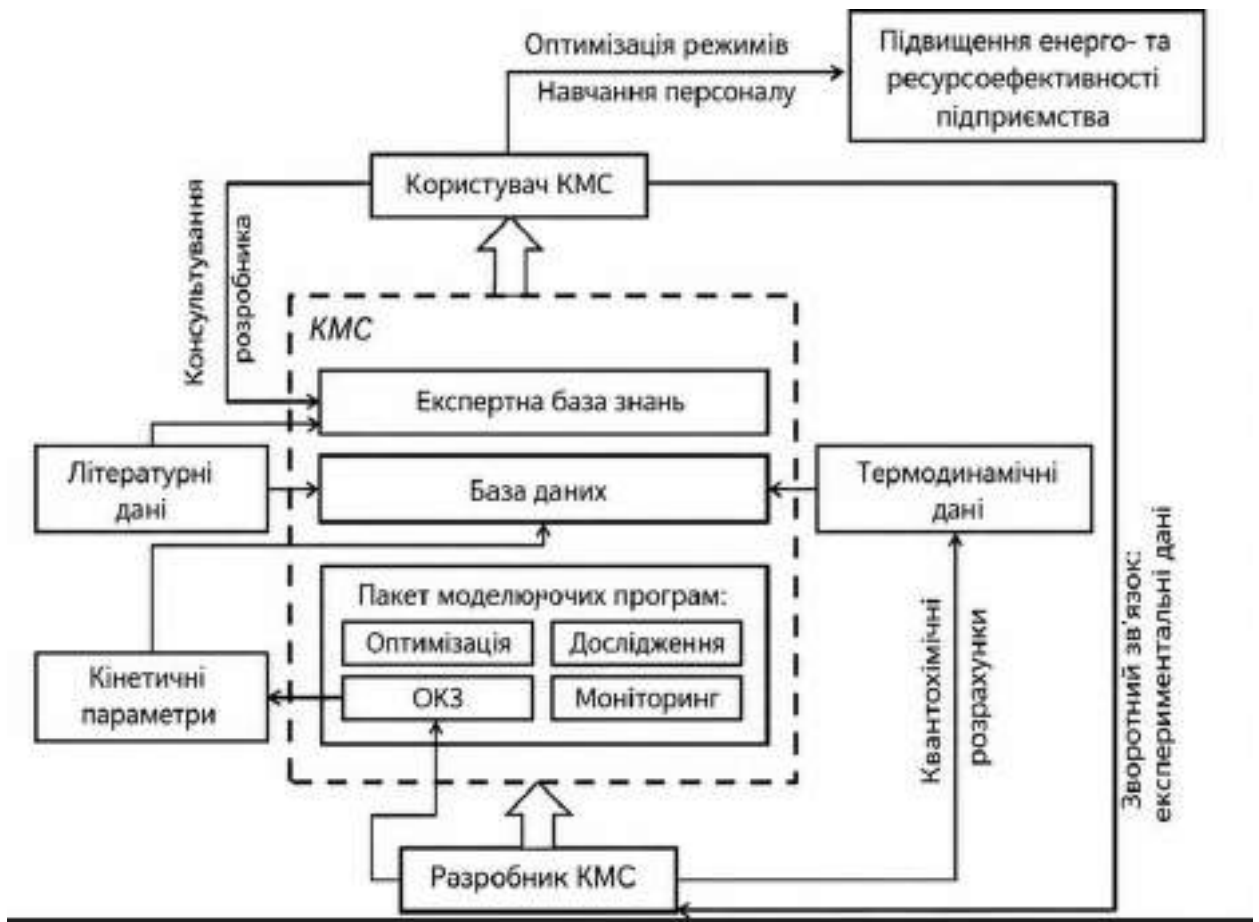 Оптимізація режимів
Навчання персоналу
Підвищення енерго- та
ресурсоефективності
підприємства
Користувач КМС
Консультування
розробника
КМС
Експертна база знань
Літературні
дані
База даних
Термодинамічні
дані
Пакет моделюючих програм:
Оптимізація
Дослідження
ОКЗ
Моніторинг
Кінетичні
параметри
Квантохімічні
розрахунки
Зворотний зв'язок:
експериментальні дані
Разробник КМС